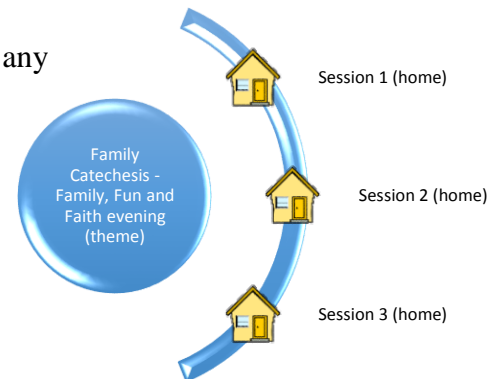 any
Session 1 (home)
Family
Catechesis -
Family, Fun and
Faith evening
(theme)
Session 2 (home)
Session 3 (home)